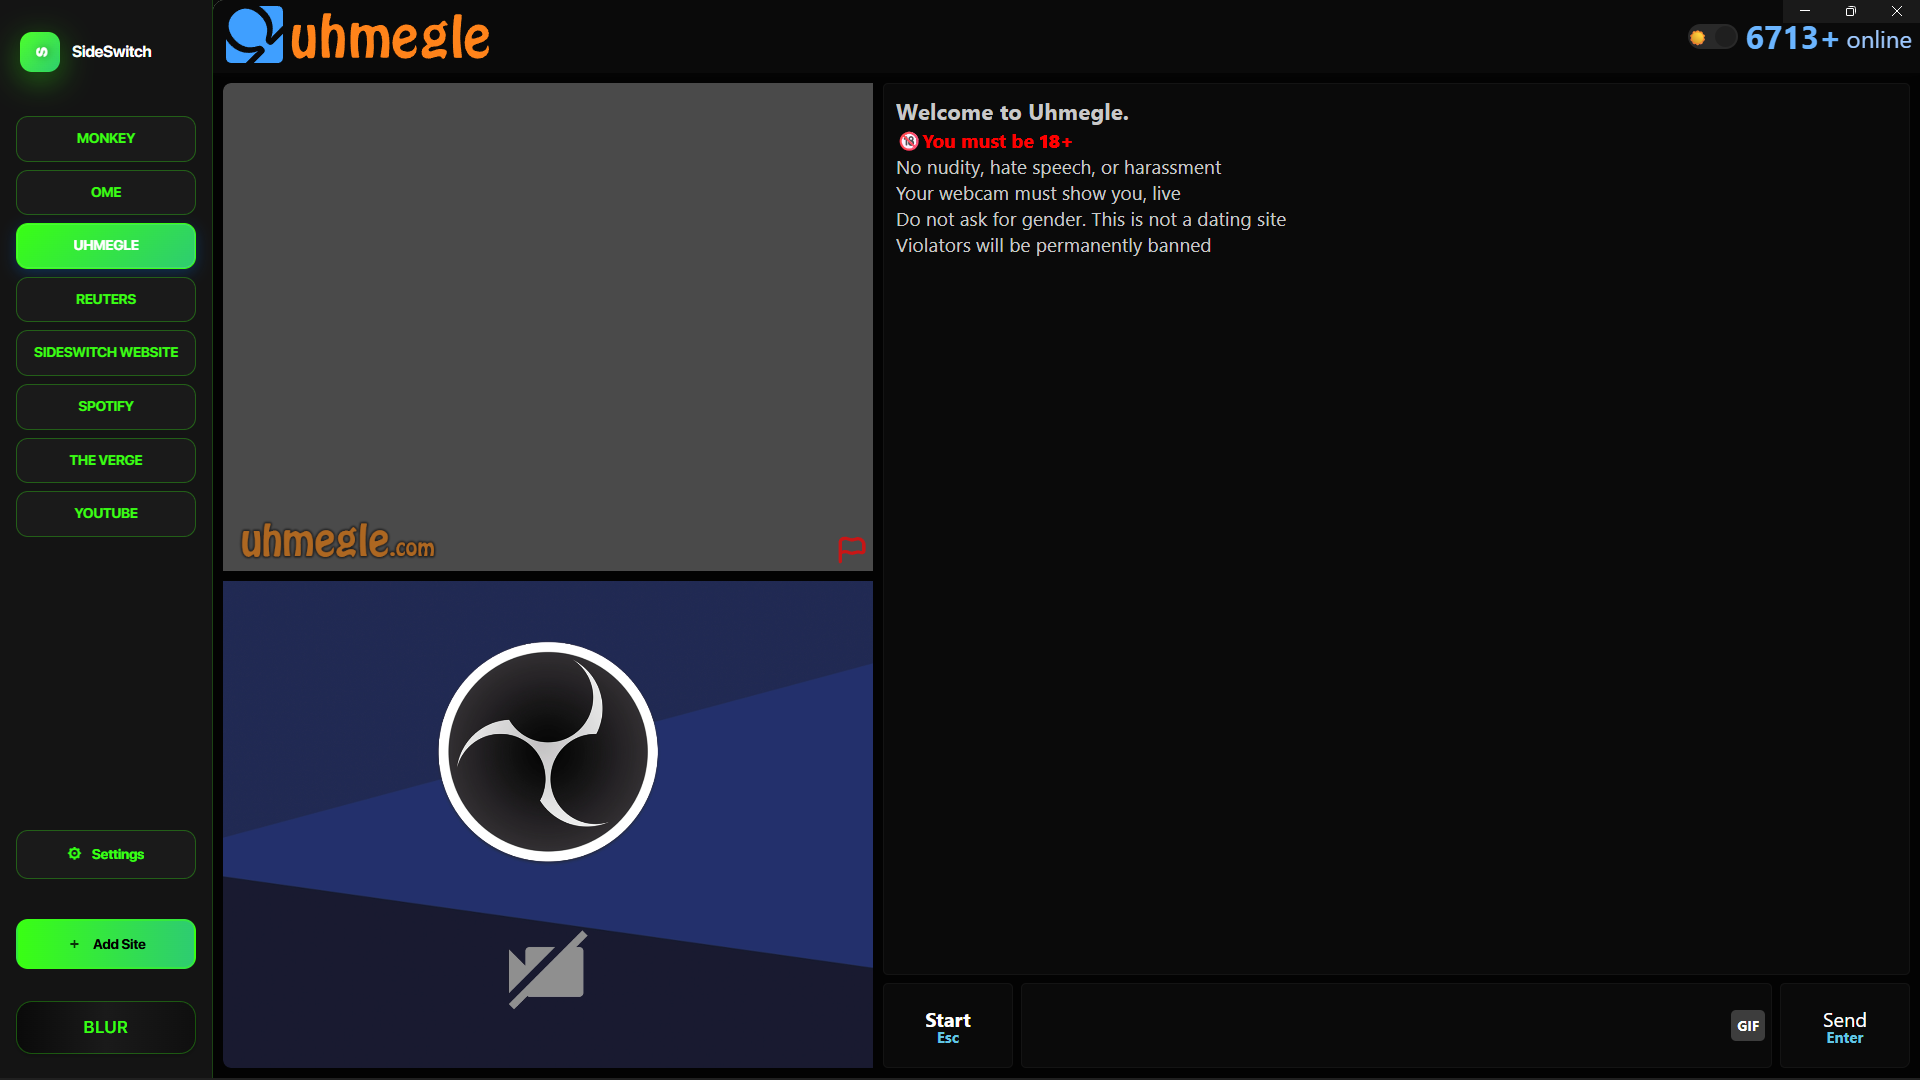 SideSwitch
MONKEY
OME
UHMEGLE
REUTERS
SIDESWITCH WEBSITE
SPOTIFY
THE VERGE
YOUTUBE
Settings
+ Add Site
BLUR
uhmegle
6713+ online
uhmegle.com
Welcome to Uhmegle.
🔞 You must be 18+
No nudity, hate speech, or harassment
Your webcam must show you, live
Do not ask for gender. This is not a dating site
Violators will be permanently banned
Start
Esc
GIF
Send
Enter